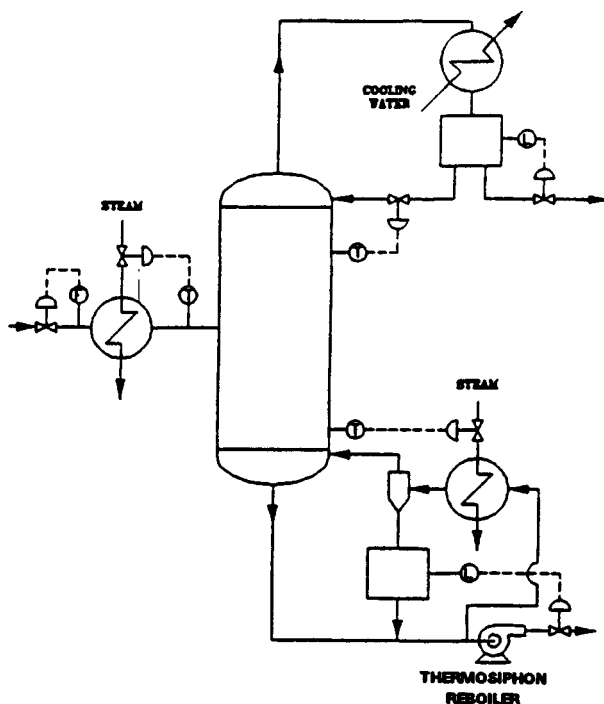 COOLING
WATER
L
STEAM
T
F
T
STEAM
T
L
THERMOSIPHON
REBOILER